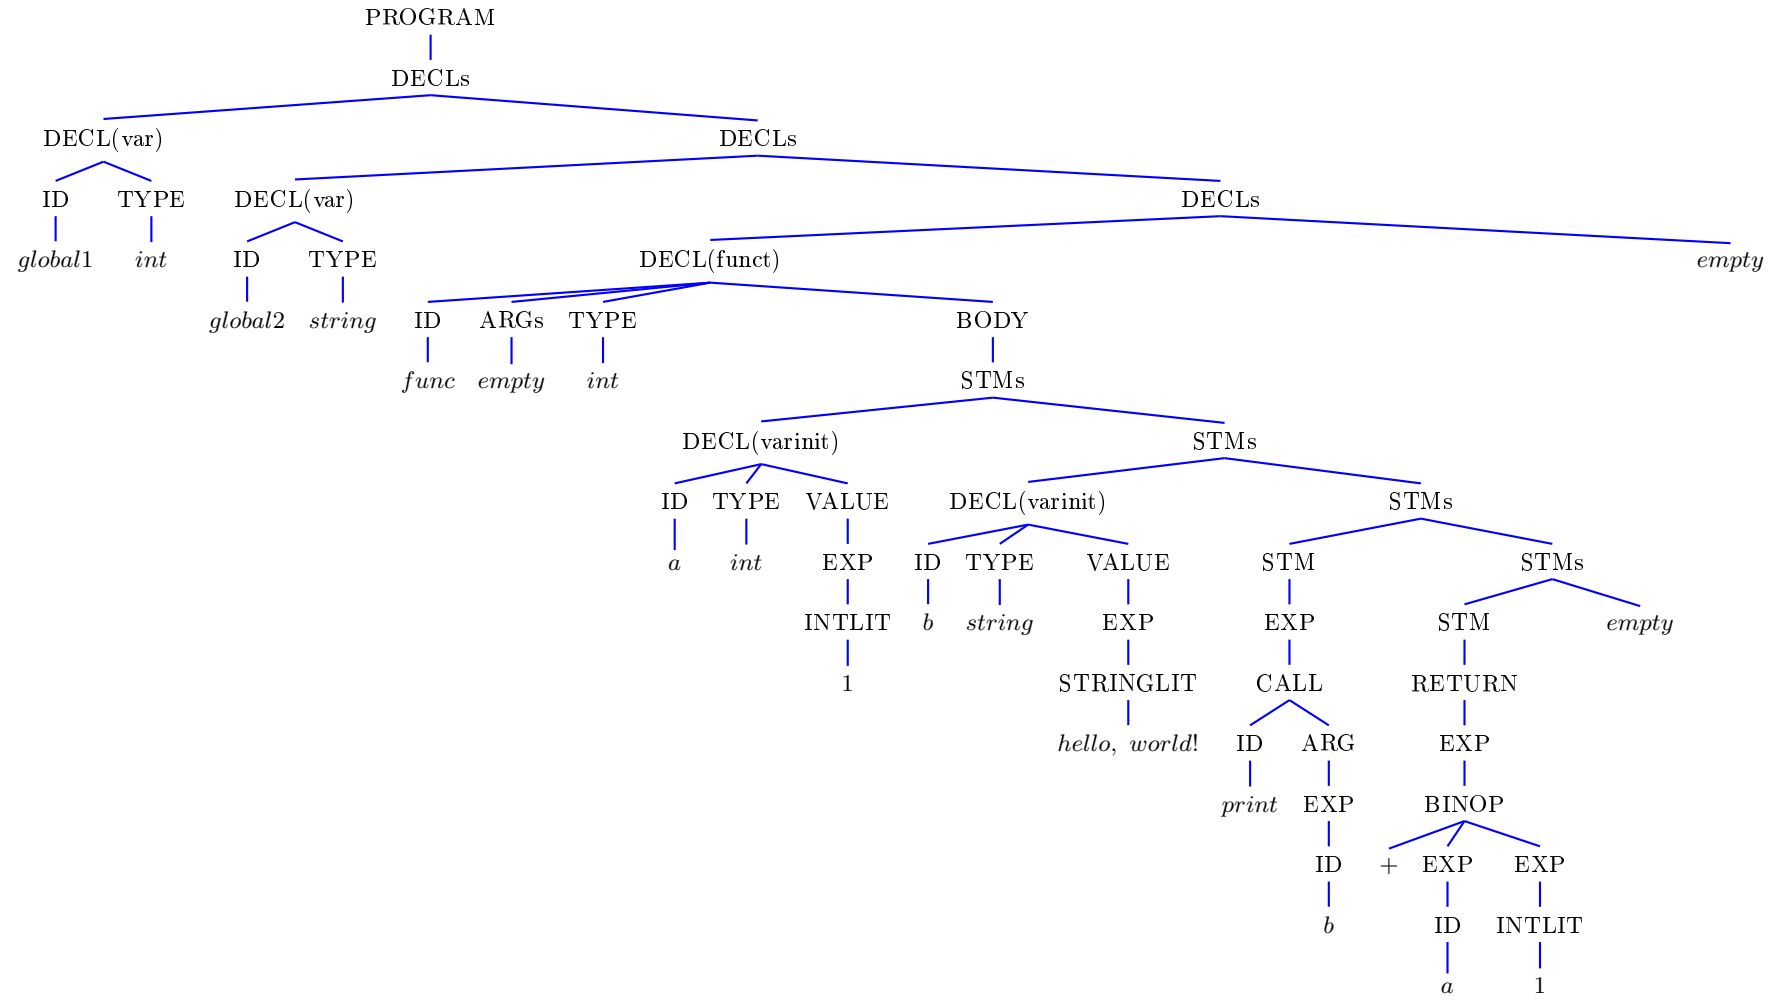 PROGRAM
DECLs
DECL(var) DECLs
ID TYPE DECL(var) DECLs
global1 int ID TYPE DECL(funct) empty
global2 string ID ARGs TYPE BODY
func empty int STMs
DECL(varinit) STMs
ID TYPE VALUE DECL(varinit) STMs
a int EXP ID TYPE VALUE STM STMs
INTLIT b string EXP EXP STM empty
1 STRINGLIT CALL RETURN
hello, world! ID ARG EXP
print EXP BINOP
ID + EXP EXP
b ID INTLIT
a 1